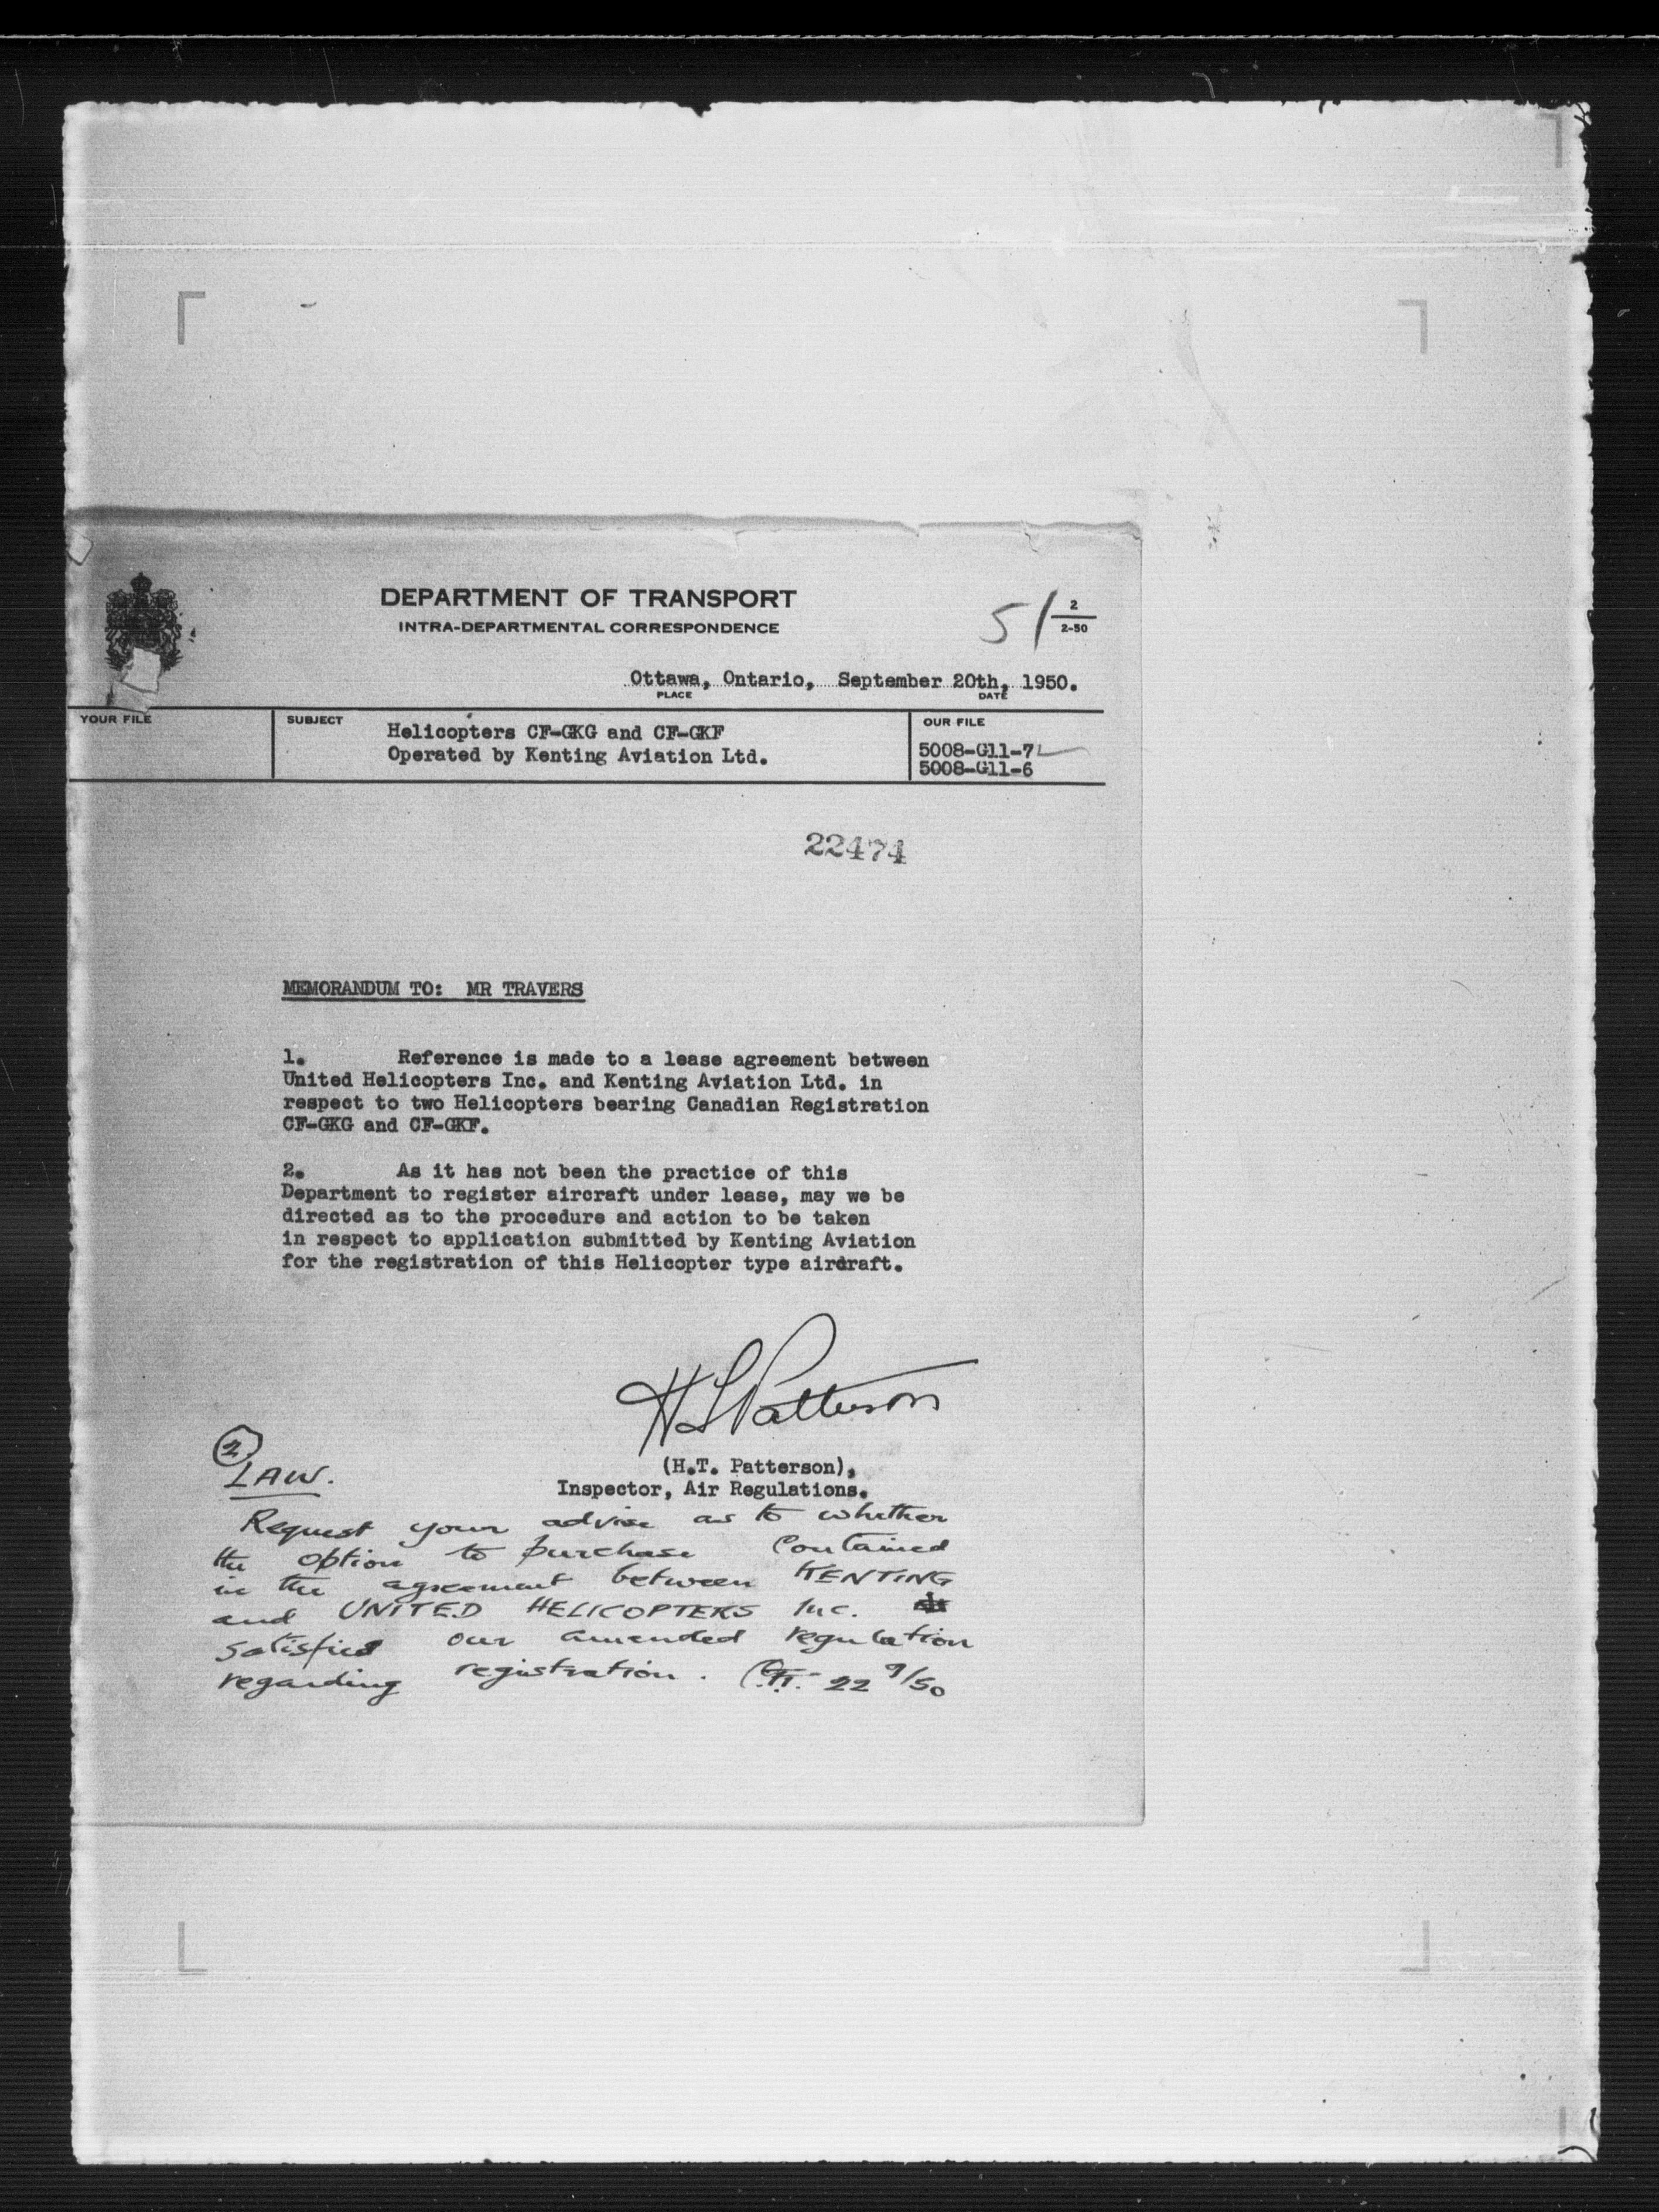 DEPARTMENT OF TRANSPORT
INTRA-DEPARTMENTAL CORRESPONDENCE
51
2
2-50
Ottawa, Ontario, September 20th, 1950.
PLACE DATE
YOUR FILE
SUBJECT
Helicopters CF-GKG and CF-GKF
Operated by Kenting Aviation Ltd.
OUR FILE
5008-G11-7
5008-G11-6
22474
MEMORANDUM TO: MR TRAVERS
1. Reference is made to a lease agreement between
United Helicopters Inc. and Kenting Aviation Ltd. in
respect to two Helicopters bearing Canadian Registration
CF-GKG and CF-GKF.
2. As it has not been the practice of this
Department to register aircraft under lease, may we be
directed as to the procedure and action to be taken
in respect to application submitted by Kenting Aviation
for the registration of this Helicopter type airdraft.
(H.T. Patterson),
Inspector, Air Regulations.
2
LAW.
Request your advise as to whether
the option to purchase contained
in the agreement between KENTING
and UNITED HELICOPTERS Inc.
satisfies our amended regulation
regarding registration. 22 9/50